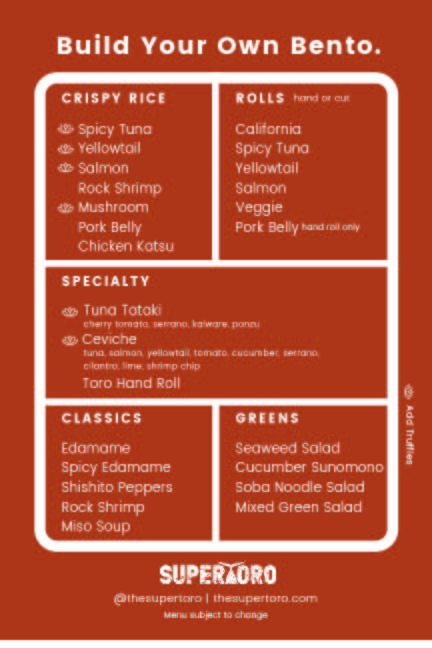 Build Your Own Bento.
CRISPY RICE
Spicy Tuna
Yellowtail
Salmon
Rock Shrimp
Mushroom
Pork Belly
Chicken Katsu
ROLLS hand or cut
California
Spicy Tuna
Yellowtail
Salmon
Veggie
Pork Belly hand roll only
SPECIALTY
Tuna Tataki
cherry tomato, serrano, kaiware, ponzu
Ceviche
tuna, salmon, yellowtail, tomato, cucumber, serrano,
cilantro, lime, shrimp chip
Toro Hand Roll
Add Truffles
CLASSICS
Edamame
Spicy Edamame
Shishito Peppers
Rock Shrimp
Miso Soup
GREENS
Seaweed Salad
Cucumber Sunomono
Soba Noodle Salad
Mixed Green Salad
SUPERTORO
@thesupertoro | thesupertoro.com
Menu subject to change